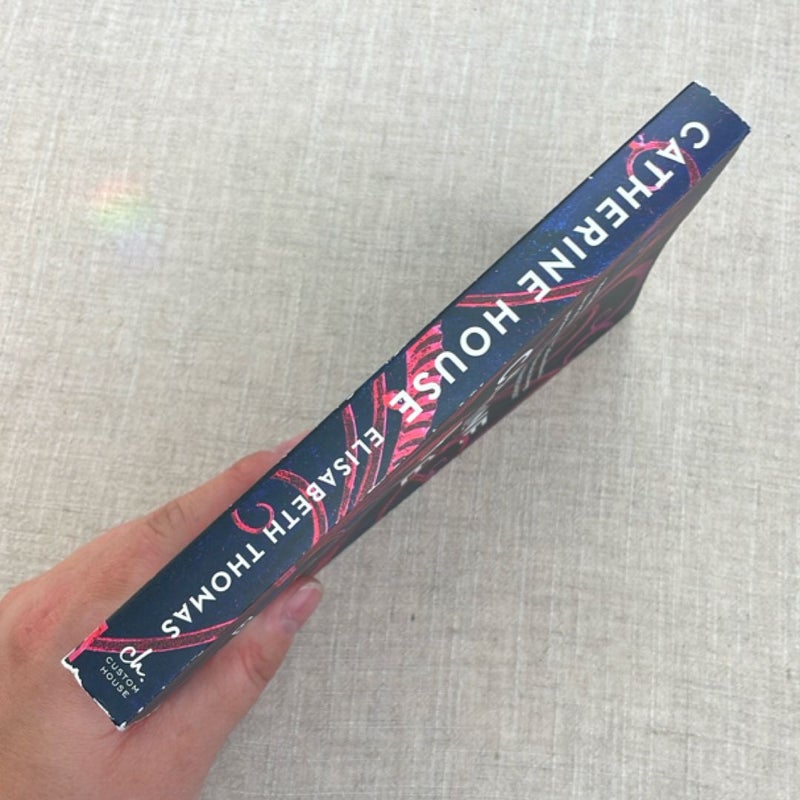 CATHERINE HOUSE
ELISABETH THOMAS
ch.
CUSTOM
HOUSE